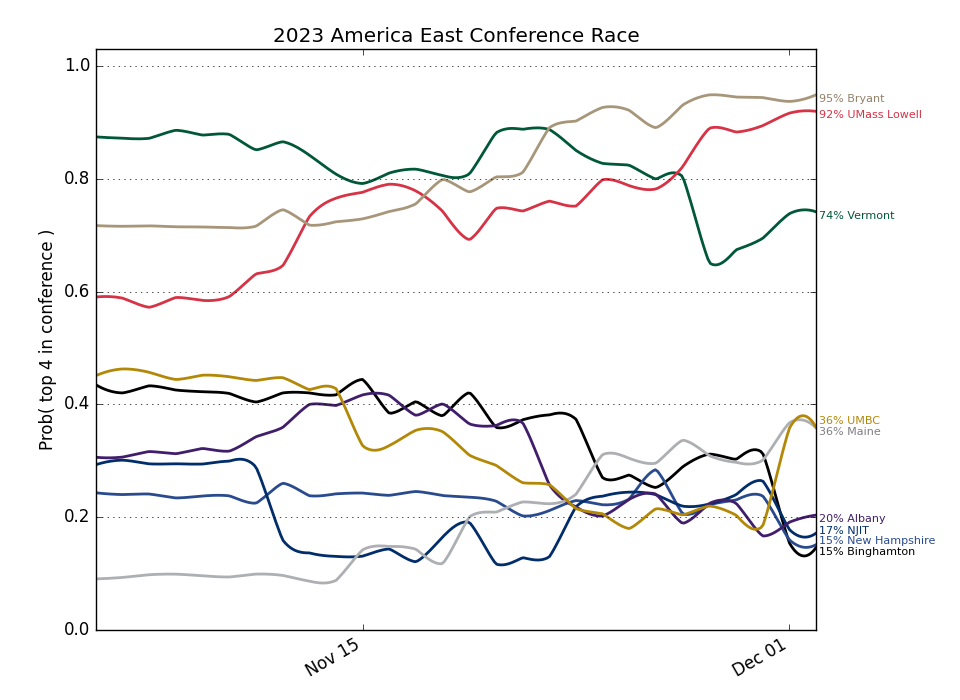 2023 America East Conference Race
1.0
0.8
0.6
0.4
0.2
0.0
Prob( top 4 in conference )
Nov 15
Dec 01
95% Bryant
92% UMass Lowell
74% Vermont
36% UMBC
36% Maine
20% Albany
17% NJIT
15% New Hampshire
15% Binghamton